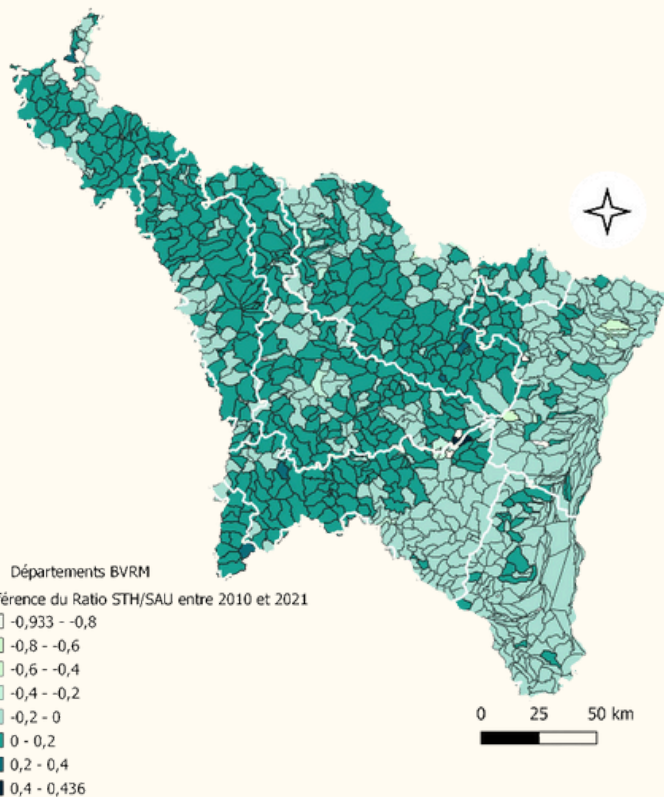 Départements BVRM
férence du Ratio STH/SAU entre 2010 et 2021
-0,933 - -0,8
-0,8 - -0,6
-0,6 - -0,4
-0,4 - -0,2
-0,2 - 0
0 - 0,2
0,2 - 0,4
0,4 - 0,436
0 25 50 km